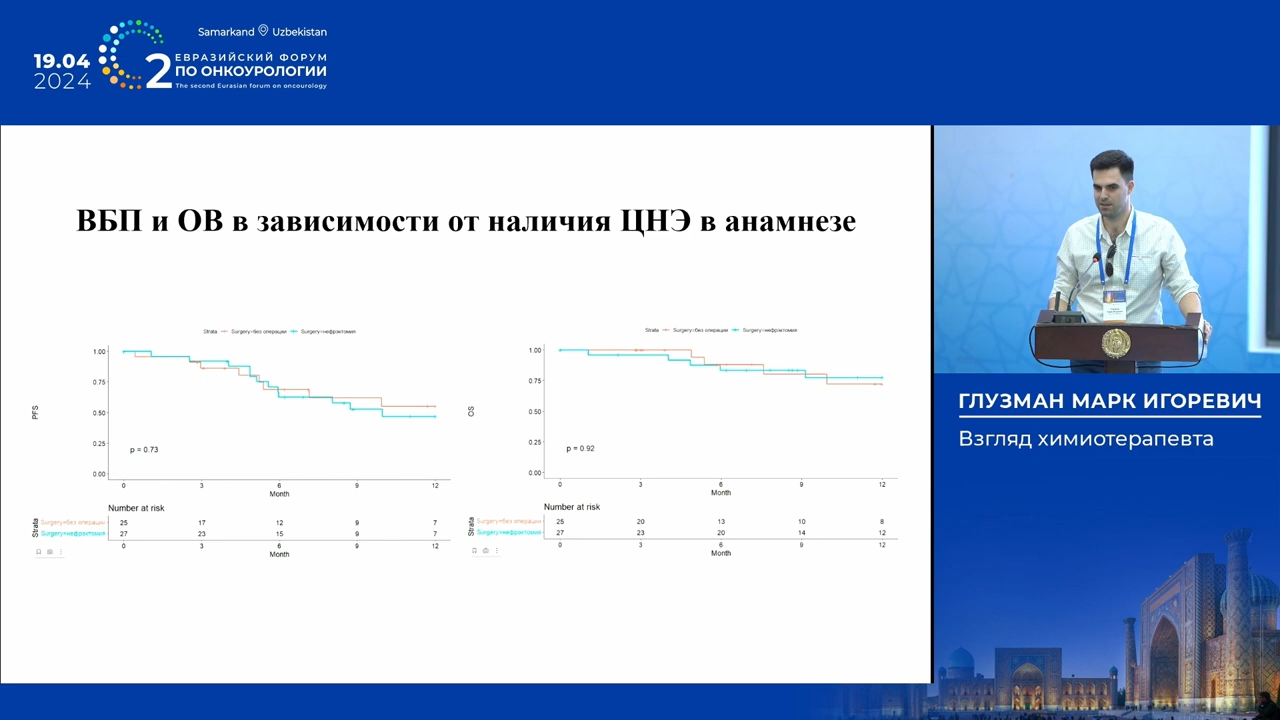 Samarkand Uzbekistan
19.04
2024
2
ЕВРАЗИЙСКИЙ ФОРУМ
ПО ОНКОУРОЛОГИИ
The second Eurasian forum on oncourology
ВБП и ОВ в зависимости от наличия ЦНЭ в анамнезе
Strata Surgery=без операции Surgery=нефрэктомия
PFS
1.00
0.75
0.50
0.25
0.00
p = 0.73
0 3 6 9 12
Month
Number at risk
Strata
Surgery=без операции 25 17 12 9 7
Surgery=нефрэктомия 27 23 15 9 7
0 3 6 9 12
Month
Strata Surgery=без операции Surgery=нефрэктомия
OS
1.00
0.75
0.50
0.25
0.00
p = 0.92
0 3 6 9 12
Month
Number at risk
Strata
Surgery=без операции 25 20 13 10 8
Surgery=нефрэктомия 27 23 20 14 12
0 3 6 9 12
Month
ГЛУЗМАН МАРК ИГОРЕВИЧ
Взгляд химиотерапевта